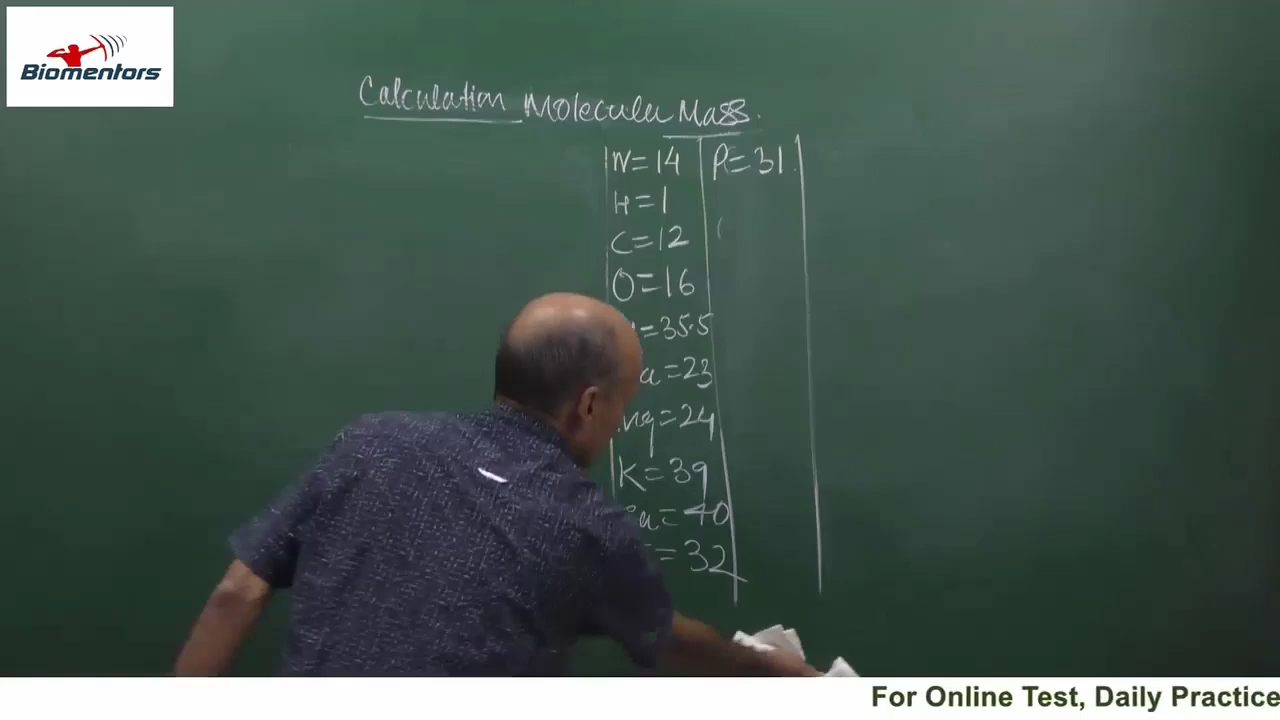 Biomentors
Calculation Molecular Mass.
N=14
H=1
C=12
O=16
=35.5
a=23
mg=24
K=39
a=40
=32
P=31
For Online Test, Daily Practice